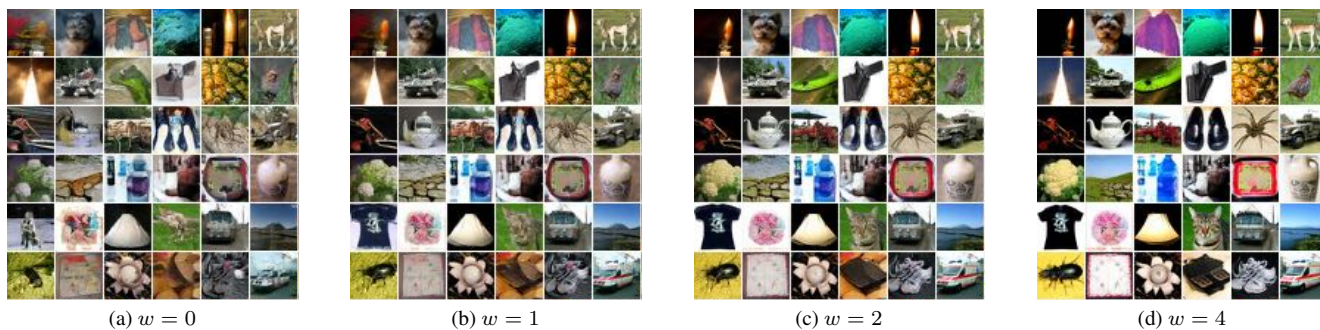 (a) w = 0
(b) w = 1
(c) w = 2
(d) w = 4